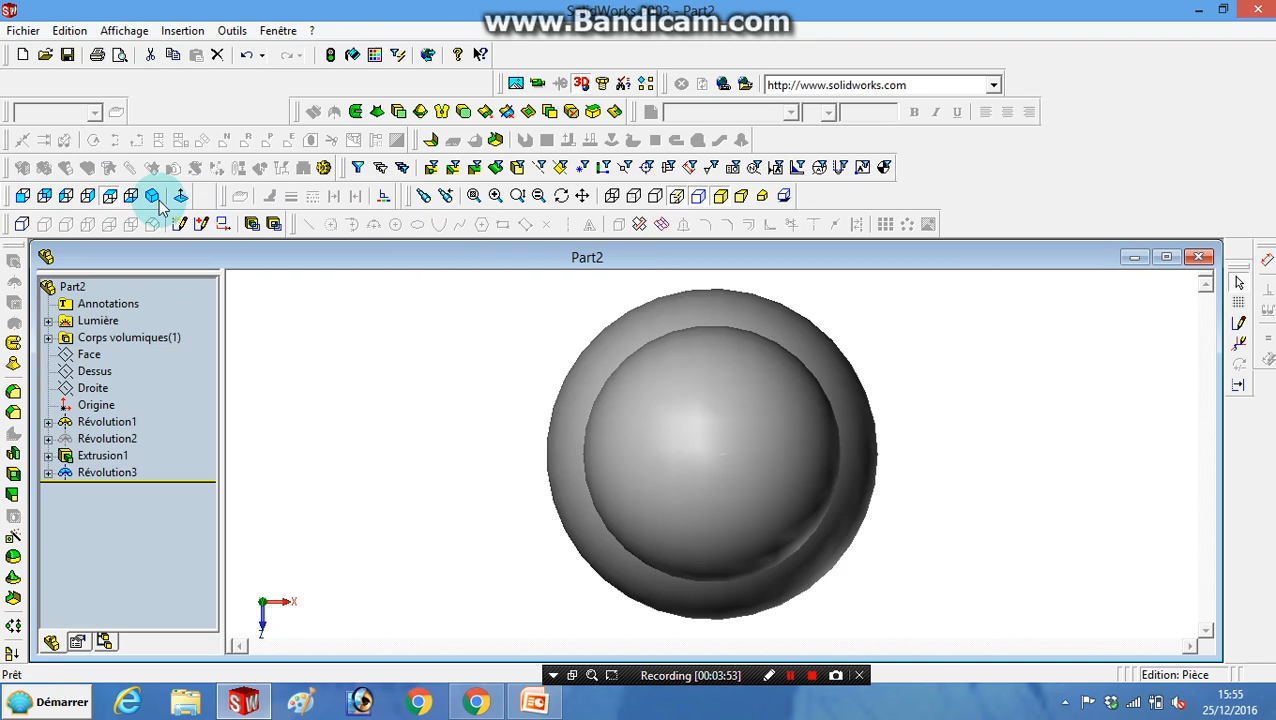 SolidWorks 2003 - Part2
www.Bandicam.com
Fichier Edition Affichage Insertion Outils Fenêtre ?
3D
http://www.solidworks.com
B I U
N R P E
Part2
Part2
Annotations
Lumière
Corps volumiques(1)
Face
Dessus
Droite
Origine
Révolution1
Révolution2
Extrusion1
Révolution3
X
Z
Prêt
Recording [00:03:53]
Edition: Pièce
Démarrer
15:55
25/12/2016